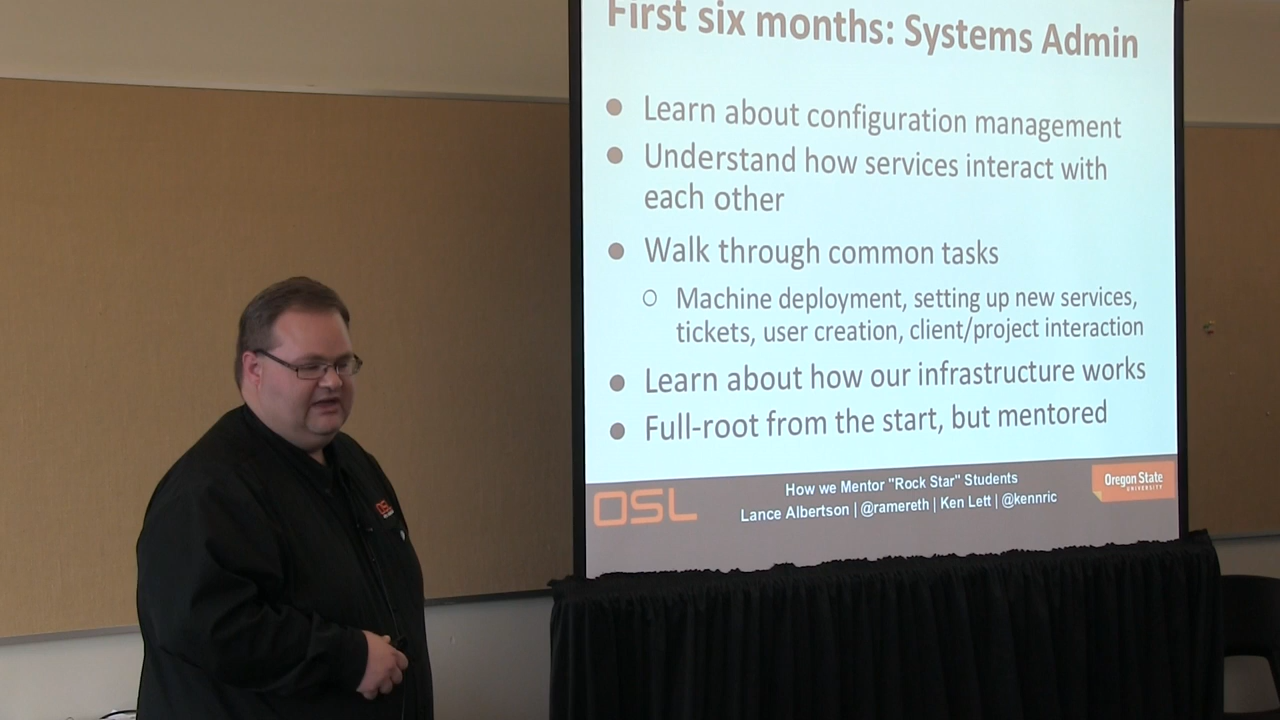 First six months: Systems Admin
● Learn about configuration management
● Understand how services interact with
each other
● Walk through common tasks
○ Machine deployment, setting up new services,
tickets, user creation, client/project interaction
● Learn about how our infrastructure works
● Full-root from the start, but mentored
OSL
How we Mentor "Rock Star" Students
Lance Albertson | @ramereth | Ken Lett | @kennric
Oregon State
UNIVERSITY
OSL